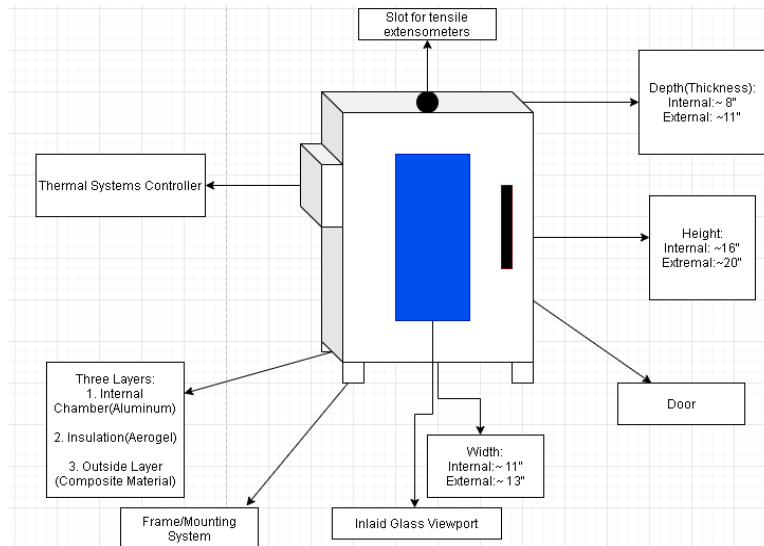 Slot for tensile
extensometers
Depth(Thickness):
Internal:~ 8"
External: ~11"
Thermal Systems Controller
Height:
Internal: ~16"
Extremal:~20"
Three Layers:
1. Internal
Chamber(Aluminum)
2. Insulation(Aerogel)
3. Outside Layer
(Composite Material)
Door
Width:
Internal:~ 11"
External:~ 13"
Frame/Mounting
System
Inlaid Glass Viewport